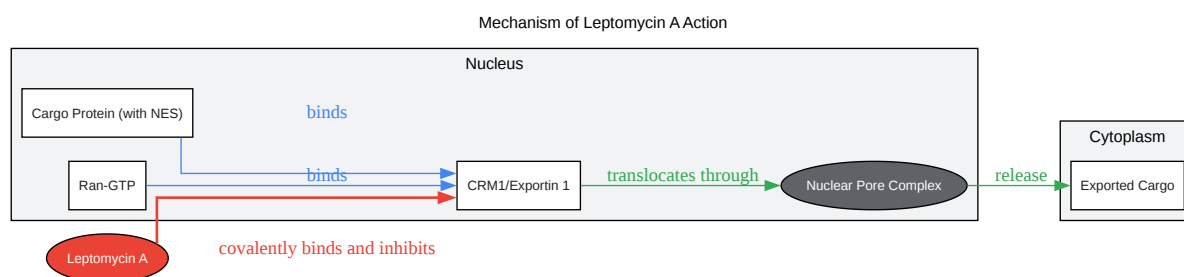 Mechanism of Leptomycin A Action
Nucleus
Cargo Protein (with NES)
binds
Cytoplasm
Ran-GTP
binds
CRM1/Exportin 1
translocates through
Nuclear Pore Complex
release
Exported Cargo
Leptomycin A
covalently binds and inhibits